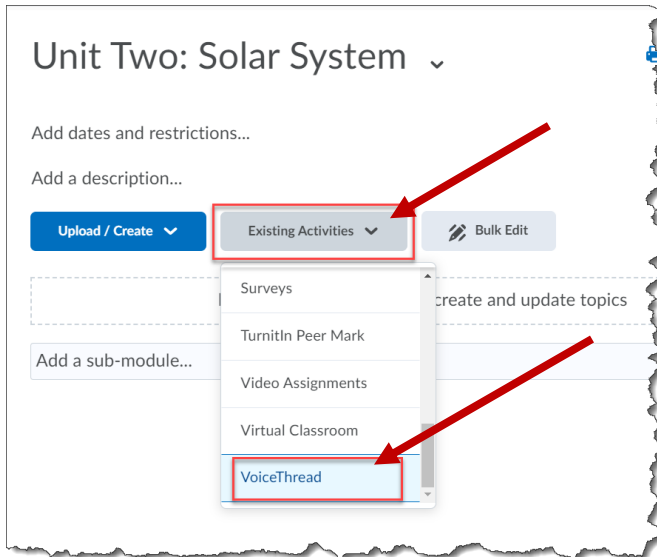 Unit Two: Solar System
Add dates and restrictions...
Add a description...
Upload / Create
Existing Activities
Bulk Edit
Surveys
create and update topics
TurnitIn Peer Mark
Add a sub-module...
Video Assignments
Virtual Classroom
VoiceThread